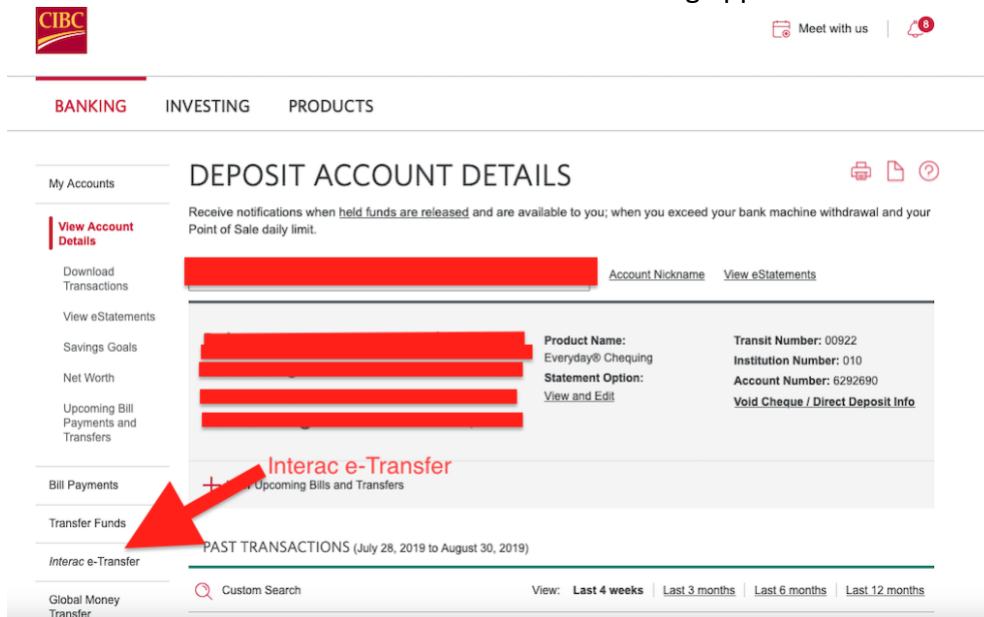 CIBC
Meet with us
8
BANKING INVESTING PRODUCTS
My Accounts
View Account
Details
Download
Transactions
View eStatements
Savings Goals
Net Worth
Upcoming Bill
Payments and
Transfers
Bill Payments
Transfer Funds
Interac e-Transfer
Global Money
Transfer
DEPOSIT ACCOUNT DETAILS
Receive notifications when held funds are released and are available to you; when you exceed your bank machine withdrawal and your
Point of Sale daily limit.
Account Nickname View eStatements
Product Name:
Everyday® Chequing
Statement Option:
View and Edit
Transit Number: 00922
Institution Number: 010
Account Number: 6292690
Void Cheque / Direct Deposit Info
Interac e-Transfer
Upcoming Bills and Transfers
PAST TRANSACTIONS (July 28, 2019 to August 30, 2019)
Custom Search View: Last 4 weeks Last 3 months Last 6 months Last 12 months